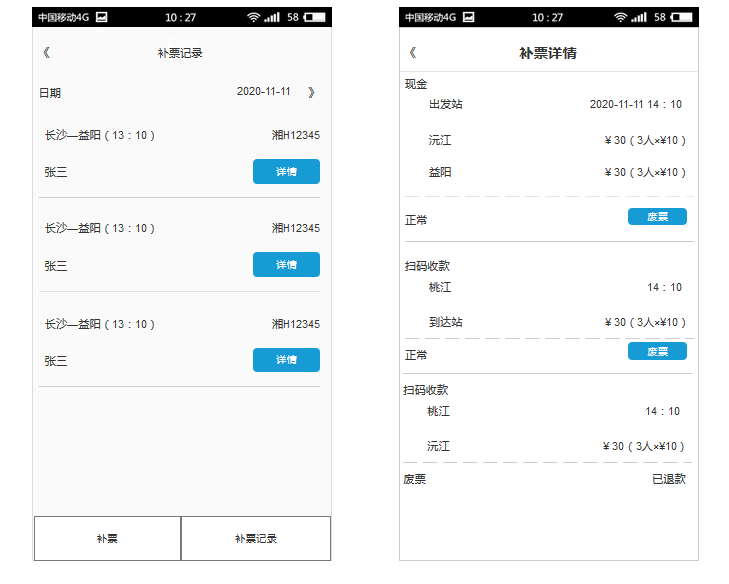 中国移动4G 10:27 58
《 补票记录
日期 2020-11-11 》
长沙—益阳（13：10） 湘H12345
张三 详情
长沙—益阳（13：10） 湘H12345
张三 详情
长沙—益阳（13：10） 湘H12345
张三 详情
补票 补票记录
中国移动4G 10:27 58
《 补票详情
现金
出发站 2020-11-11 14：10
沅江 ￥30（3人×¥10）
益阳 ￥30（3人×¥10）
正常 废票
扫码收款
桃江 14：10
到达站 ￥30（3人×¥10）
正常 废票
扫码收款
桃江 14：10
沅江 ￥30（3人×¥10）
废票 已退款